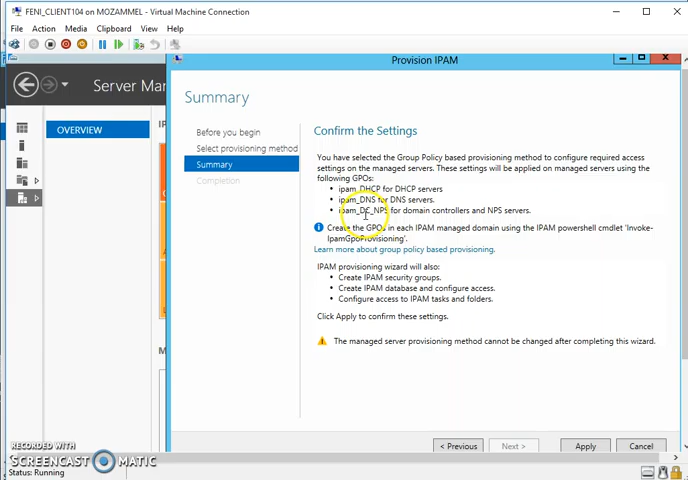 FENI_CLIENT104 on MOZAMMEL - Virtual Machine Connection
File Action Media Clipboard View Help
Provision IPAM
Server Ma
OVERVIEW
Summary
Before you begin
Select provisioning method
Summary
Completion
Confirm the Settings
You have selected the Group Policy based provisioning method to configure required access
settings on the managed servers. These settings will be applied on managed servers using the
following GPOs:
• ipam_DHCP for DHCP servers
• ipam_DNS for DNS servers.
• ipam_DC_NPS for domain controllers and NPS servers.
Create the GPOs in each IPAM managed domain using the IPAM powershell cmdlet 'Invoke-
IpamGpoProvisioning'.
Learn more about group policy based provisioning.
IPAM provisioning wizard will also:
• Create IPAM security groups.
• Create IPAM database and configure access.
• Configure access to IPAM tasks and folders.
Click Apply to confirm these settings.
The managed server provisioning method cannot be changed after completing this wizard.
< Previous Next > Apply Cancel
RECORDED WITH
SCREENCAST MATIC
Status: Running